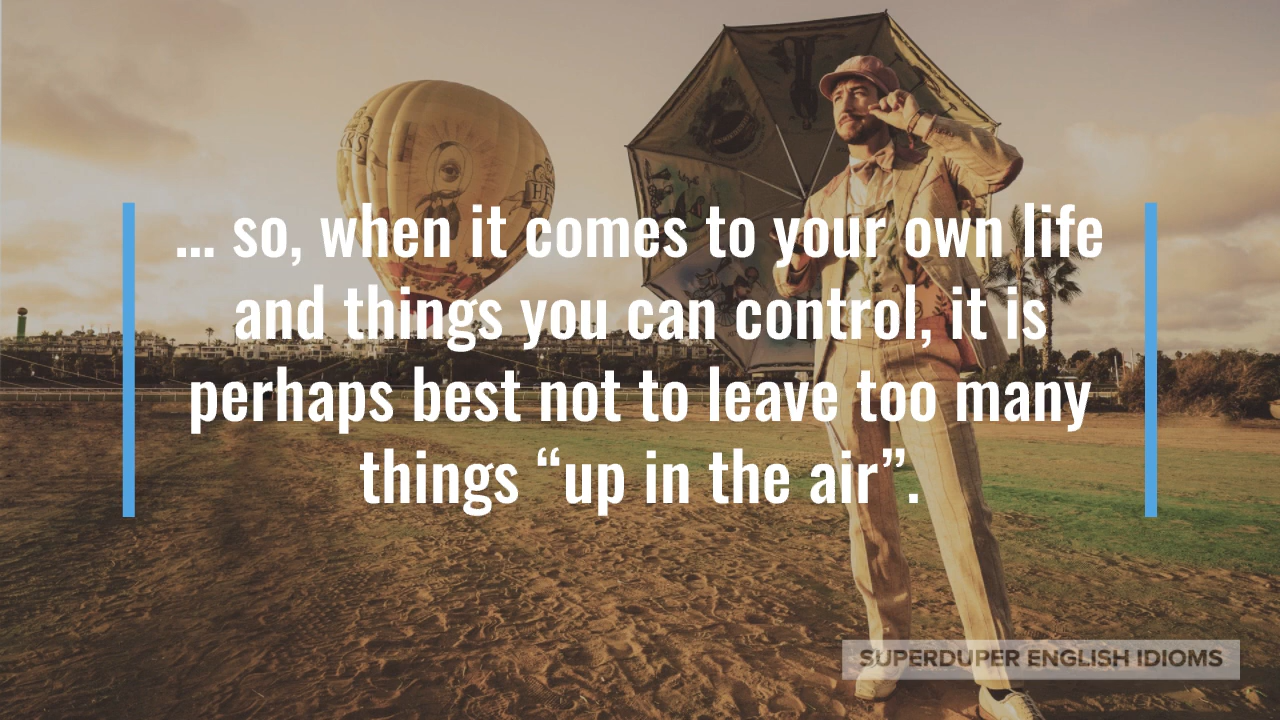 ... so, when it comes to your own life
and things you can control, it is
perhaps best not to leave too many
things “up in the air”.
SUPERDUPER ENGLISH IDIOMS